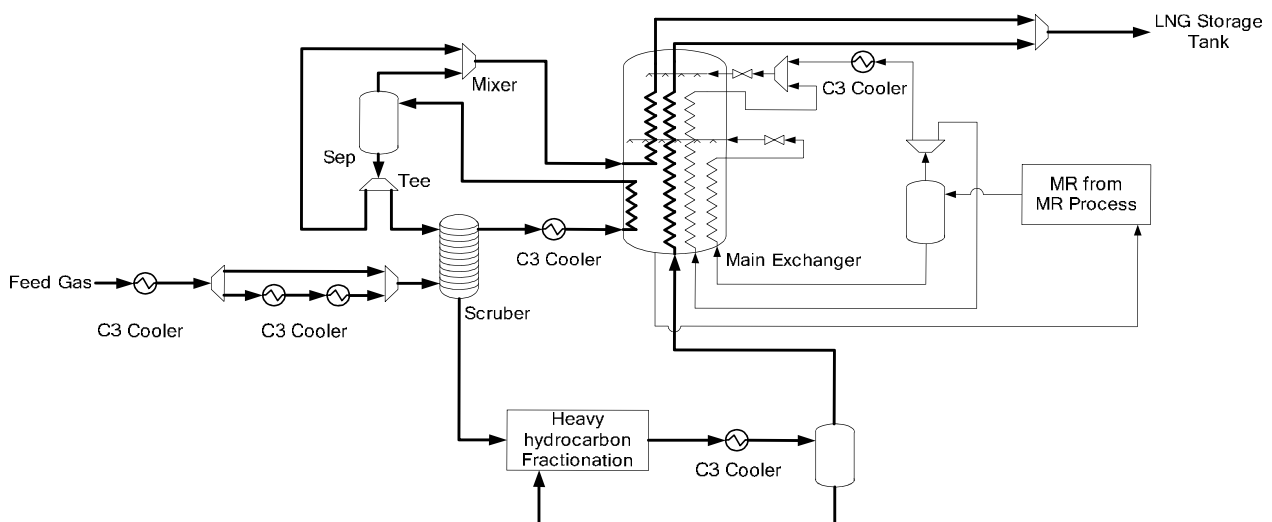 LNG Storage
Tank
C3 Cooler
Mixer
Sep
Tee
MR from
MR Process
C3 Cooler
Main Exchanger
Feed Gas
C3 Cooler
C3 Cooler
Scruber
Heavy
hydrocarbon
Fractionation
C3 Cooler